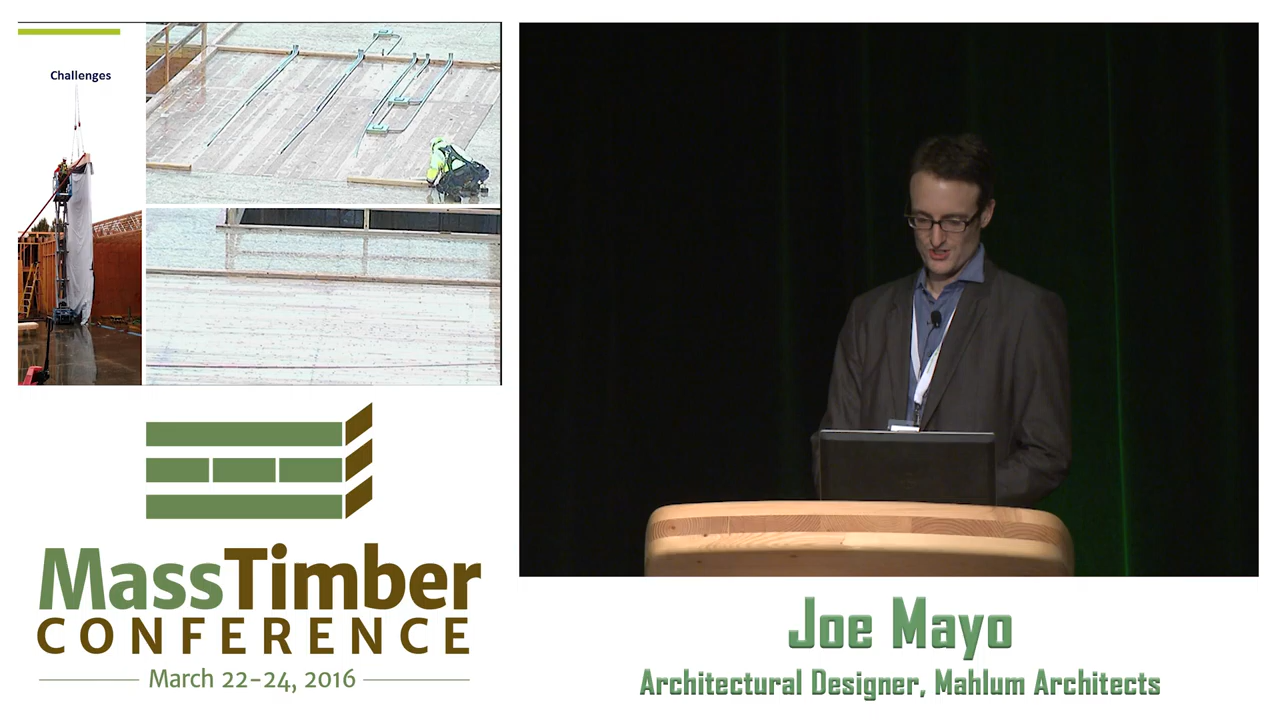 Challenges
MassTimber
CONFERENCE
March 22-24, 2016
Joe Mayo
Architectural Designer, Mahlum Architects